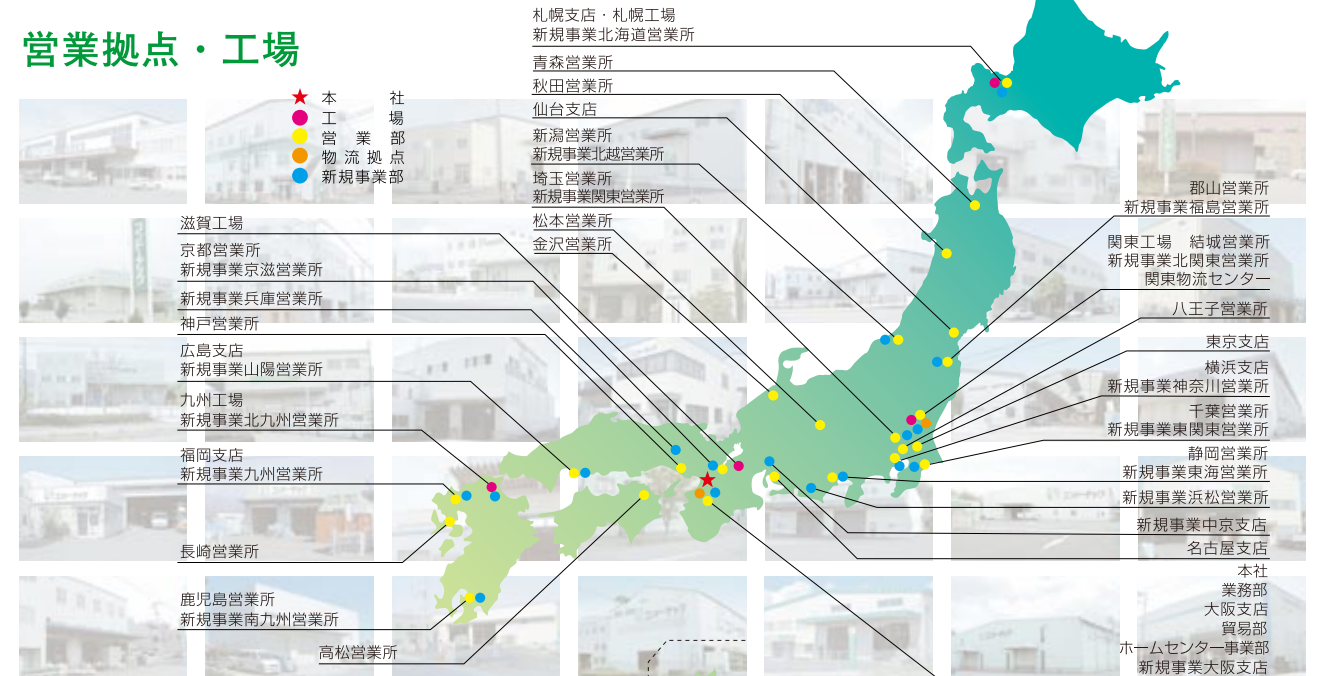 営業拠点・工場
本社
工場
営業部
物流拠点
新規事業部
札幌支店・札幌工場
新規事業北海道営業所
青森営業所
秋田営業所
仙台支店
新潟営業所
新規事業北越営業所
埼玉営業所
新規事業関東営業所
松本営業所
金沢営業所
滋賀工場
京都営業所
新規事業京滋営業所
新規事業兵庫営業所
神戸営業所
広島支店
新規事業山陽営業所
九州工場
新規事業北九州営業所
福岡支店
新規事業九州営業所
長崎営業所
鹿児島営業所
新規事業南九州営業所
高松営業所
郡山営業所
新規事業福島営業所
関東工場　結城営業所
新規事業北関東営業所
関東物流センター
八王子営業所
東京支店
横浜支店
新規事業神奈川営業所
千葉営業所
新規事業東関東営業所
静岡営業所
新規事業東海営業所
新規事業浜松営業所
新規事業中京支店
名古屋支店
本社
業務部
大阪支店
貿易部
ホームセンター事業部
新規事業大阪支店